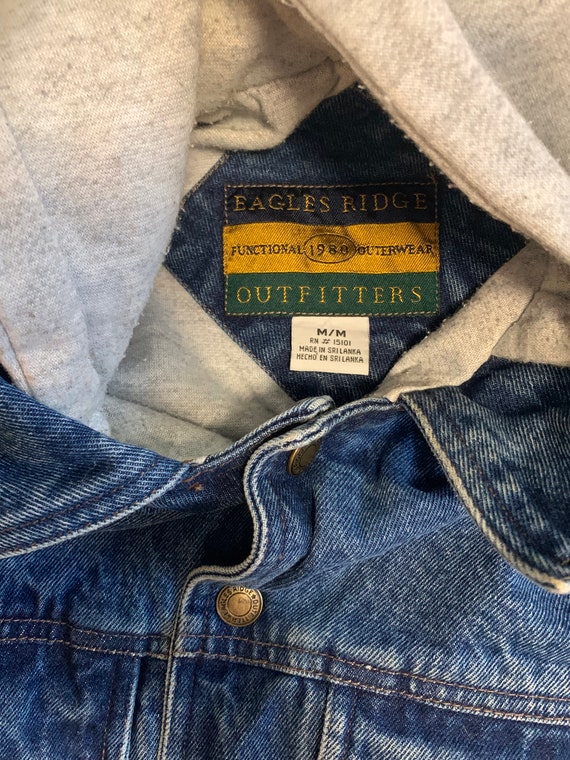 EAGLES RIDGE
FUNCTIONAL 1980 OUTERWEAR
OUTFITTERS
M/M
RN # 15101
MADE IN SRI LANKA
HECHO EN SRI LANKA